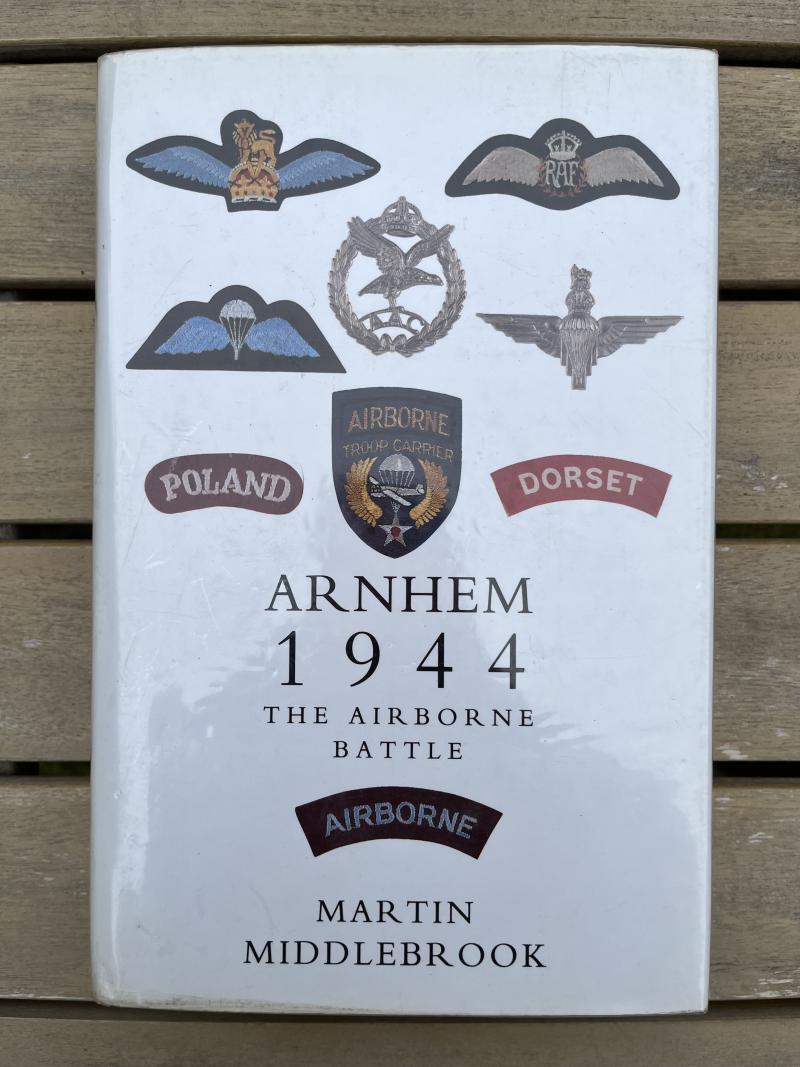 RAF
AAC
AIRBORNE
TROOP CARRIER
POLAND
DORSET
ARNHEM
1944
THE AIRBORNE
BATTLE
AIRBORNE
MARTIN
MIDDLEBROOK